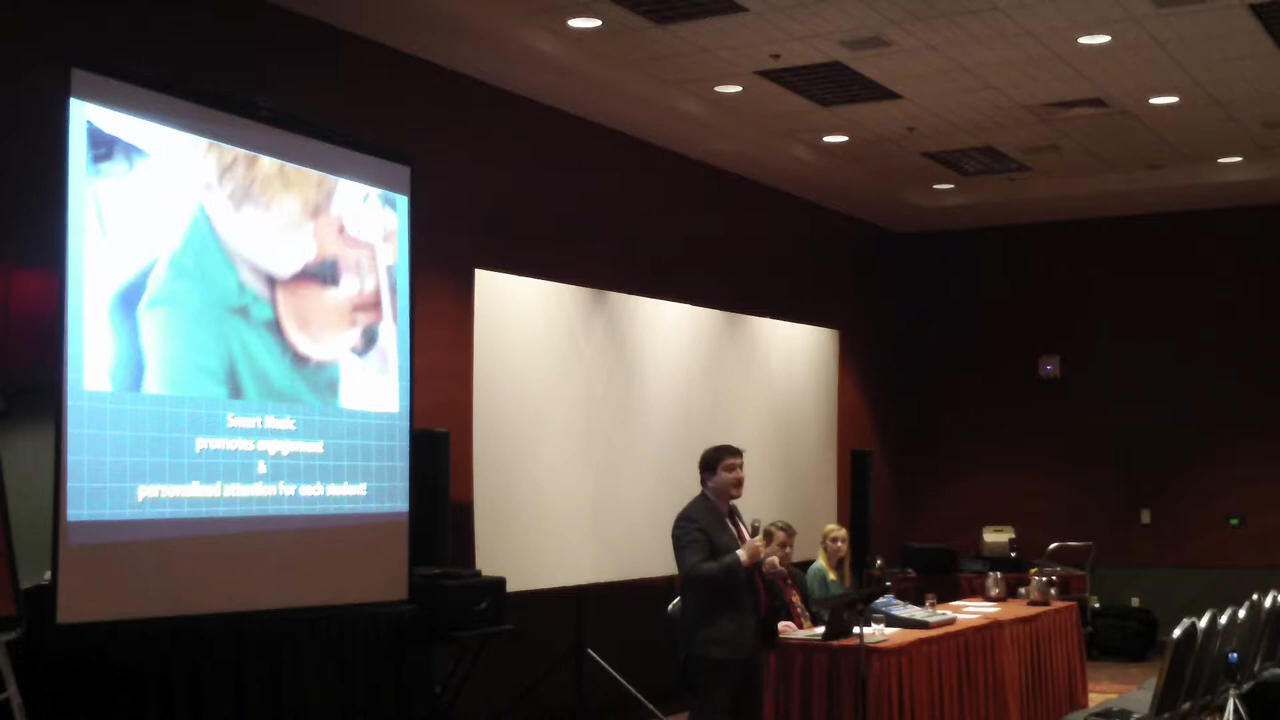 Smart Music
promotes engagement
&
personalized attention for each student!